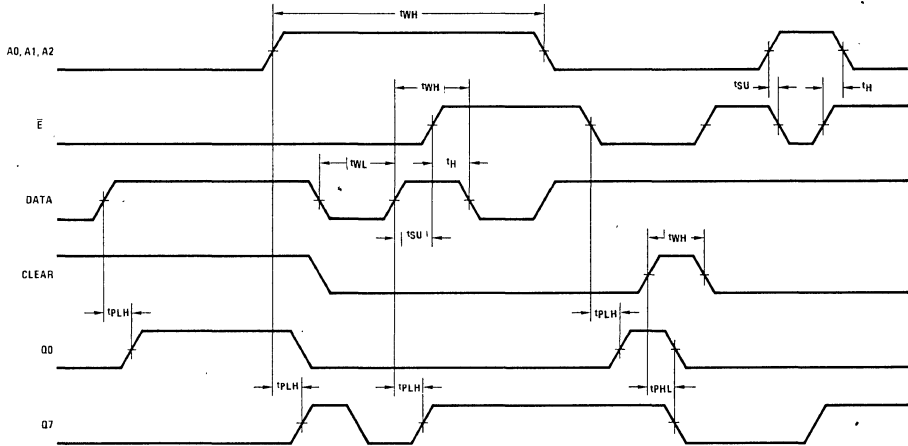 tWH
A0, A1, A2
tSU
tH
tWH
E̅
tWL
tH
DATA
tSU
tWH
CLEAR
tPLH
tPLH
Q0
tPLH
tPLH
tPHL
Q7